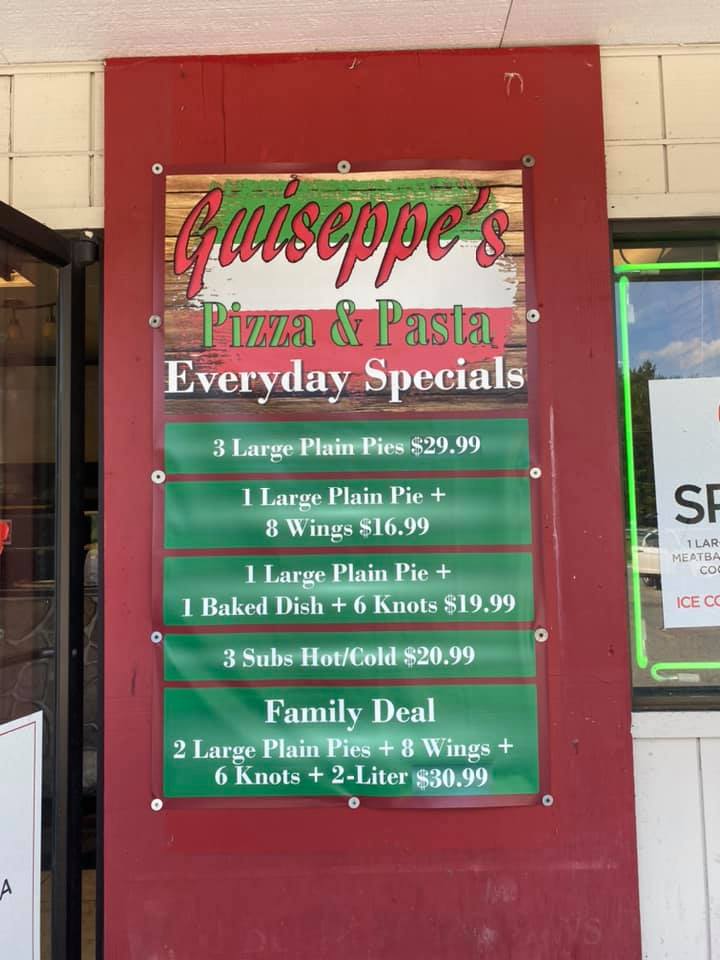 Guiseppe's
Pizza & Pasta
Everyday Specials
3 Large Plain Pies $29.99
1 Large Plain Pie +
8 Wings $16.99
1 Large Plain Pie +
1 Baked Dish + 6 Knots $19.99
3 Subs Hot/Cold $20.99
Family Deal
2 Large Plain Pies + 8 Wings +
6 Knots + 2-Liter $30.99
1
ICE
A